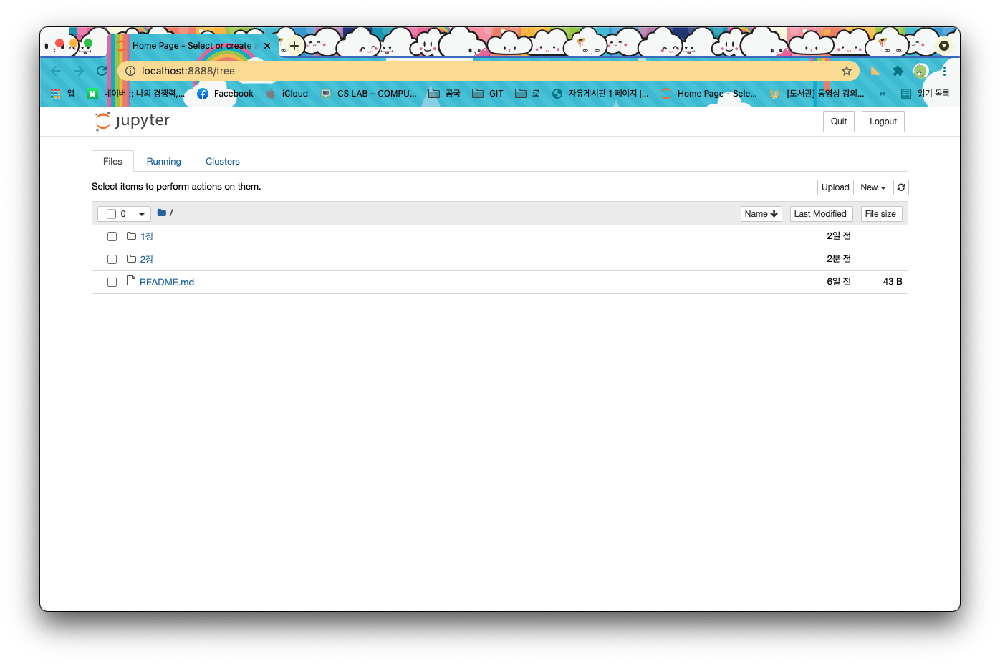 Home Page - Select or create a
localhost:8888/tree
앱 네이버 :: 나의 경쟁력,... Facebook iCloud CS LAB – COMPU... 곰국 GIT 로 자유게시판 1 페이지 |... Home Page - Sele... [도서관] 동영상 강의... » 읽기 목록
jupyter Quit Logout
Files Running Clusters
Select items to perform actions on them. Upload New
0 / Name Last Modified File size
1장 2일 전
2장 2분 전
README.md 6일 전 43 B